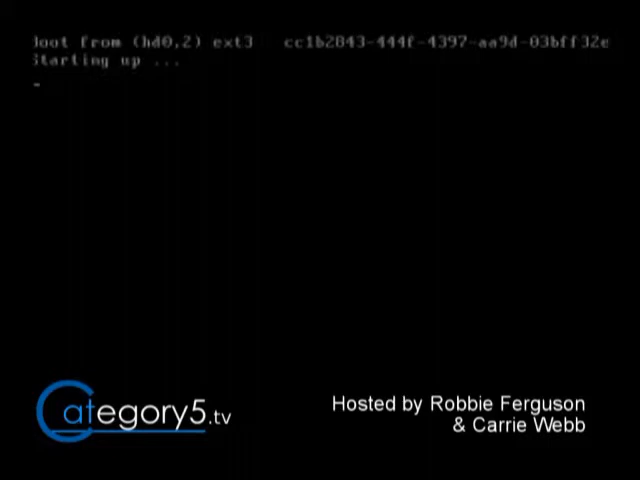 Boot from (hd0,2) ext3 cc1b2843-444f-4397-aa9d-03bff32e
Starting up ...
Category5.tv
Hosted by Robbie Ferguson
& Carrie Webb